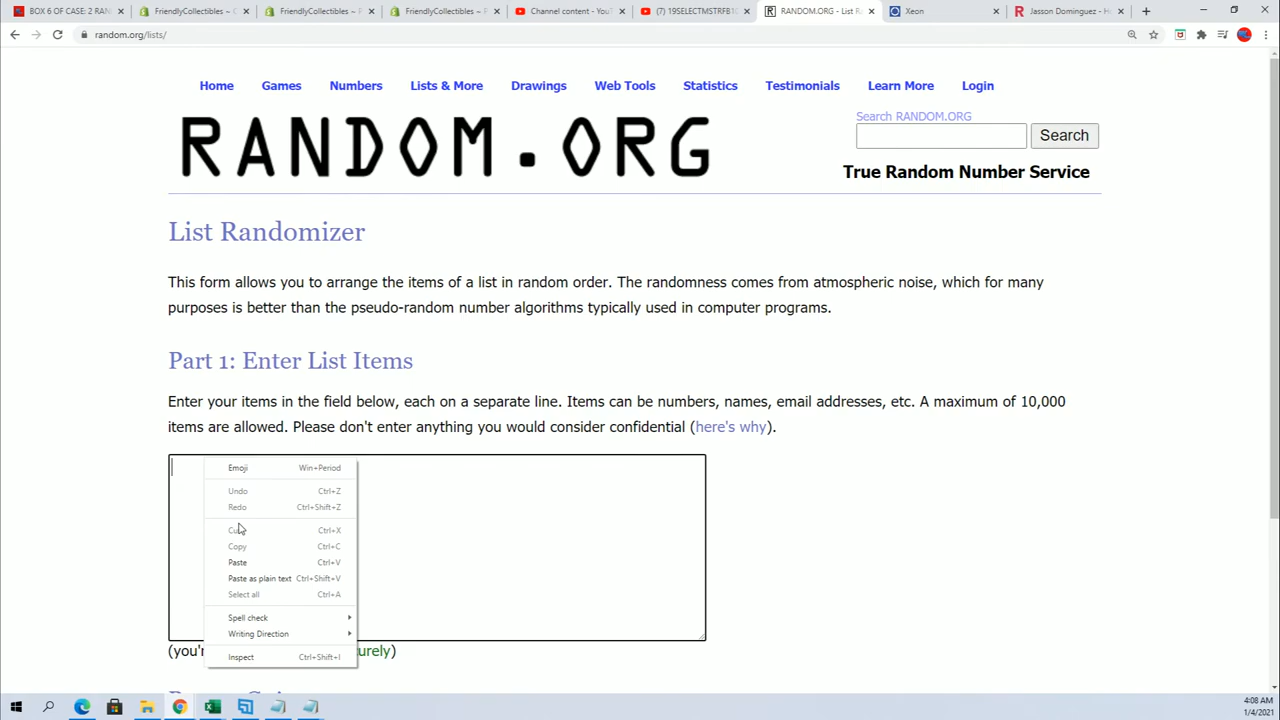 BOX 6 OF CASE: 2 RAN
FriendlyCollectibles ~ C
FriendlyCollectibles ~ P
FriendlyCollectibles ~ P
Channel content - YouT
(7) 19SELECTMSTRFB1
RANDOM.ORG - List R
Xeon
Jasson Dominguez - H
random.org/lists/
Home Games Numbers Lists & More Drawings Web Tools Statistics Testimonials Learn More Login
RANDOM.ORG
Search RANDOM.ORG
Search
True Random Number Service
List Randomizer
This form allows you to arrange the items of a list in random order. The randomness comes from atmospheric noise, which for many
purposes is better than the pseudo-random number algorithms typically used in computer programs.
Part 1: Enter List Items
Enter your items in the field below, each on a separate line. Items can be numbers, names, email addresses, etc. A maximum of 10,000
items are allowed. Please don't enter anything you would consider confidential (here's why).
Emoji Win+Period
Undo Ctrl+Z
Redo Ctrl+Shift+Z
Cut Ctrl+X
Copy Ctrl+C
Paste Ctrl+V
Paste as plain text Ctrl+Shift+V
Select all Ctrl+A
Spell check
Writing Direction
Inspect Ctrl+Shift+I
(you'r urely)
4:08 AM
1/4/2021